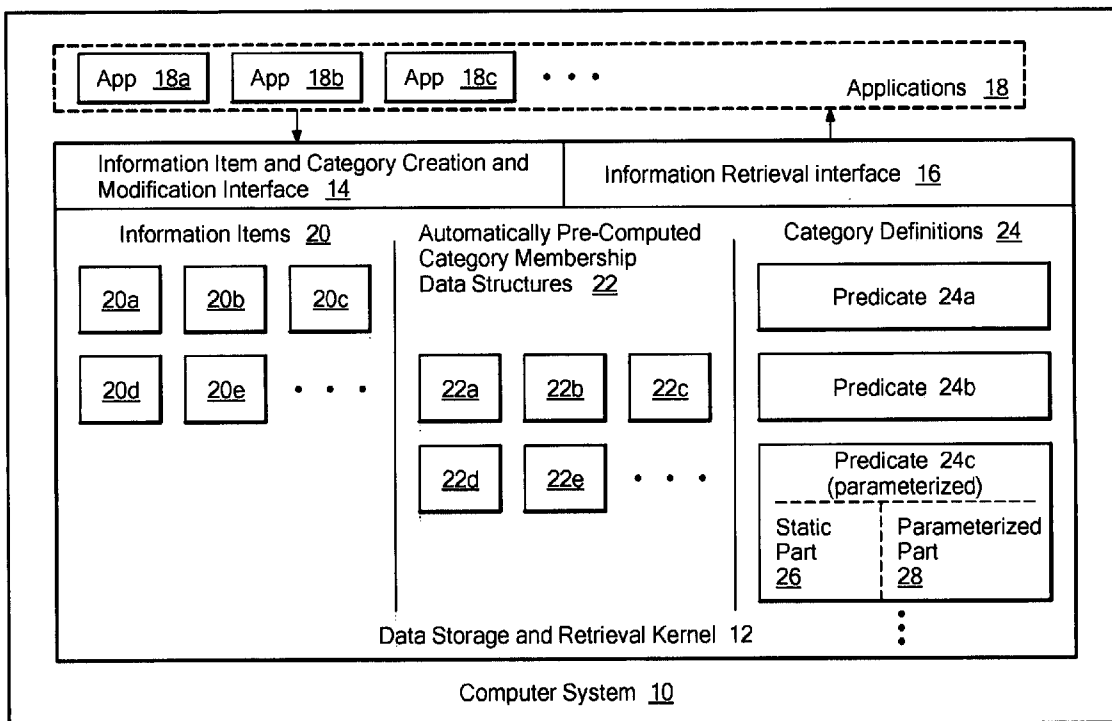 App 18a
App 18b
App 18c
Applications 18
Information Item and Category Creation and
Modification Interface 14
Information Retrieval interface 16
Information Items 20
20a
20b
20c
20d
20e
Automatically Pre-Computed
Category Membership
Data Structures 22
22a
22b
22c
22d
22e
Category Definitions 24
Predicate 24a
Predicate 24b
Predicate 24c
(parameterized)
Static
Part
26
Parameterized
Part
28
Data Storage and Retrieval Kernel 12
Computer System 10